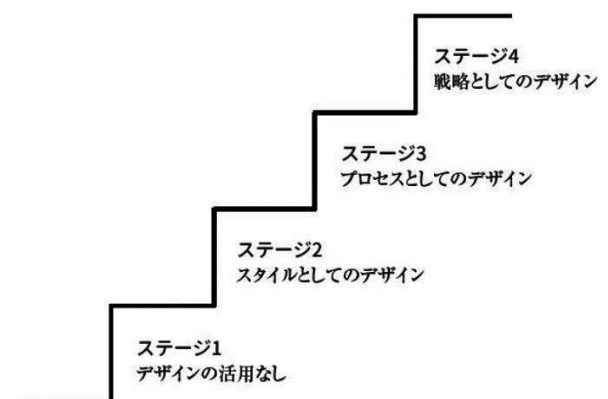 ステージ4
戦略としてのデザイン
ステージ3
プロセスとしてのデザイン
ステージ2
スタイルとしてのデザイン
ステージ1
デザインの活用なし